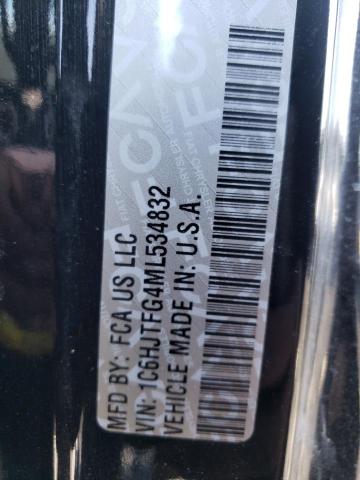 MFD BY: FCA US LLC
VIN: 1C6HJTFG4ML534832
VEHICLE MADE IN: U.S.A.